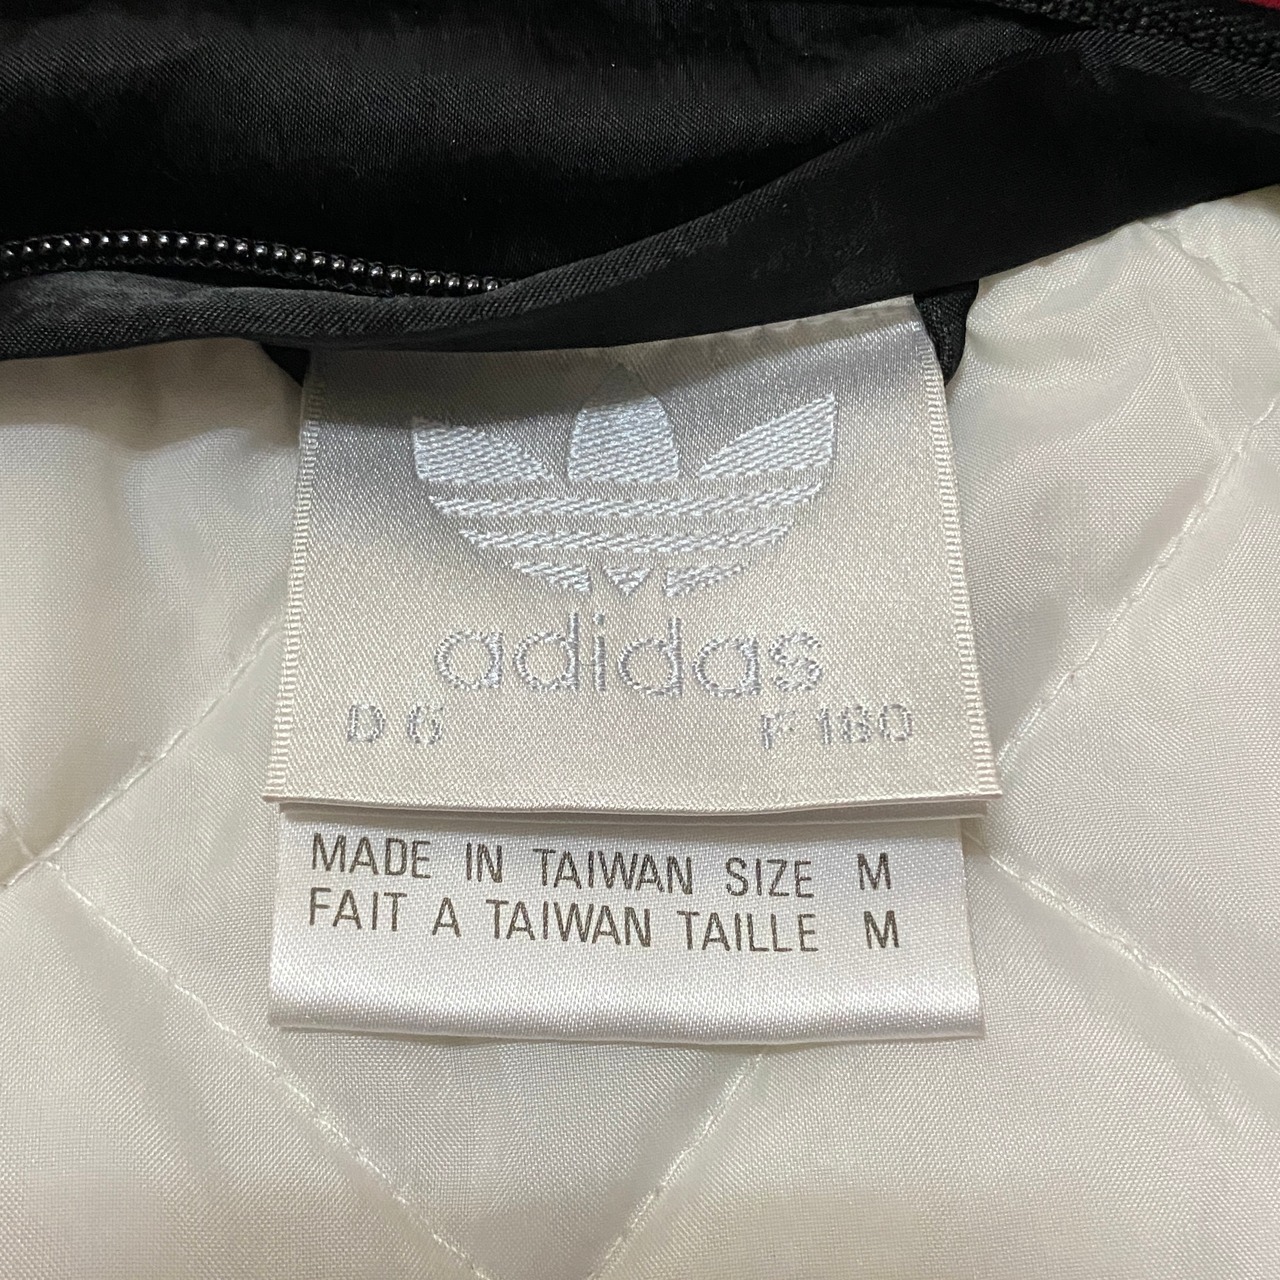 adidas
D 6 F 180
MADE IN TAIWAN SIZE M
FAIT A TAIWAN TAILLE M